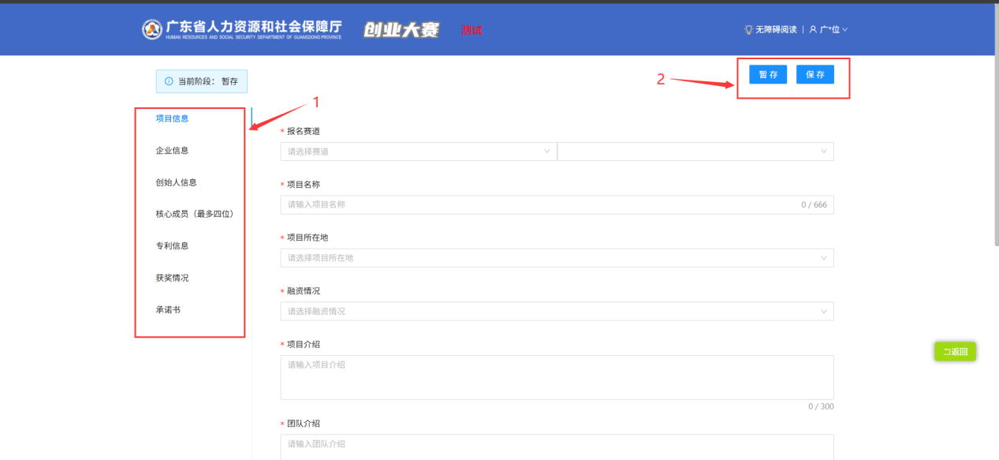 广东省人力资源和社会保障厅
HUMAN RESOURCES AND SOCIAL SECURITY DEPARTMENT OF GUANGDONG PROVINCE
创业大赛
测试
无障碍阅读 | 广*位
当前阶段： 暂存
2
暂 存
保 存
1
项目信息
企业信息
创始人信息
核心成员（最多四位）
专利信息
获奖情况
承诺书
* 报名赛道
请选择赛道
* 项目名称
请输入项目名称
0 / 666
* 项目所在地
请选择项目所在地
* 融资情况
请选择融资情况
* 项目介绍
请输入项目介绍
0 / 300
返回
* 团队介绍
请输入团队介绍